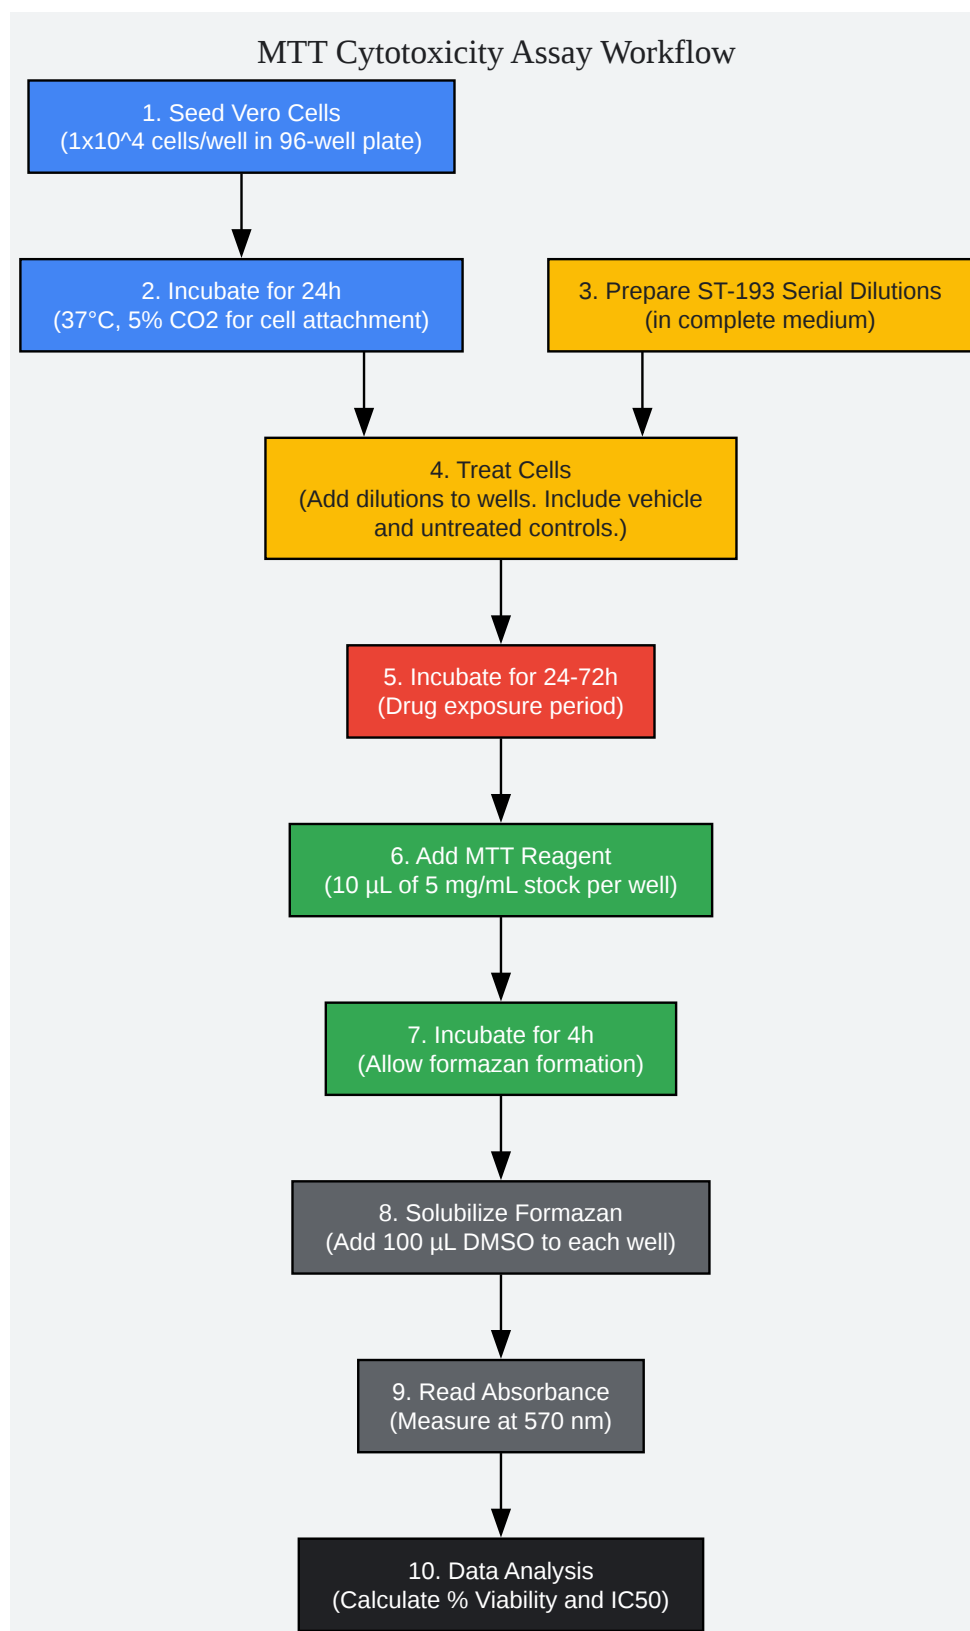 MTT Cytotoxicity Assay Workflow
1. Seed Vero Cells
(1x10^4 cells/well in 96-well plate)
2. Incubate for 24h
(37°C, 5% CO2 for cell attachment)
3. Prepare ST-193 Serial Dilutions
(in complete medium)
4. Treat Cells
(Add dilutions to wells. Include vehicle
and untreated controls.)
5. Incubate for 24-72h
(Drug exposure period)
6. Add MTT Reagent
(10 µL of 5 mg/mL stock per well)
7. Incubate for 4h
(Allow formazan formation)
8. Solubilize Formazan
(Add 100 µL DMSO to each well)
9. Read Absorbance
(Measure at 570 nm)
10. Data Analysis
(Calculate % Viability and IC50)